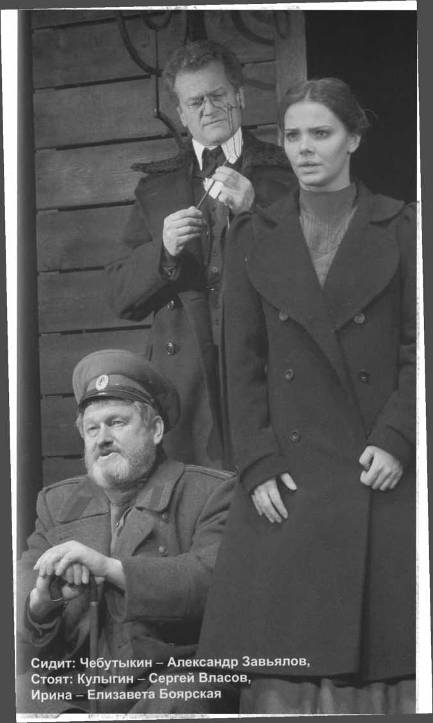 Сидит: Чебутыкин – Александр Завьялов,
Стоят: Кулыгин – Сергей Власов,
Ирина – Елизавета Боярская